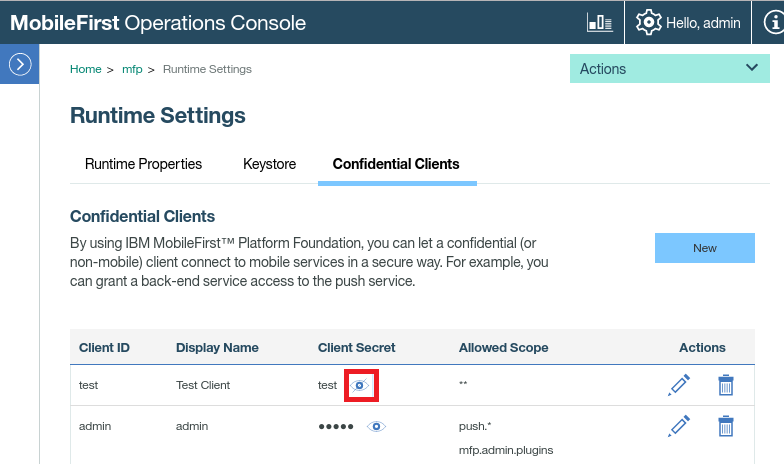 MobileFirst Operations Console
Hello, admin
Home > mfp > Runtime Settings
Actions
Runtime Settings
Runtime Properties Keystore Confidential Clients
Confidential Clients
By using IBM MobileFirst™ Platform Foundation, you can let a confidential (or
non-mobile) client connect to mobile services in a secure way. For example, you
can grant a back-end service access to the push service.
New
Client ID Display Name Client Secret Allowed Scope Actions
test Test Client test **
admin admin ●●●●● push.*
mfp.admin.plugins